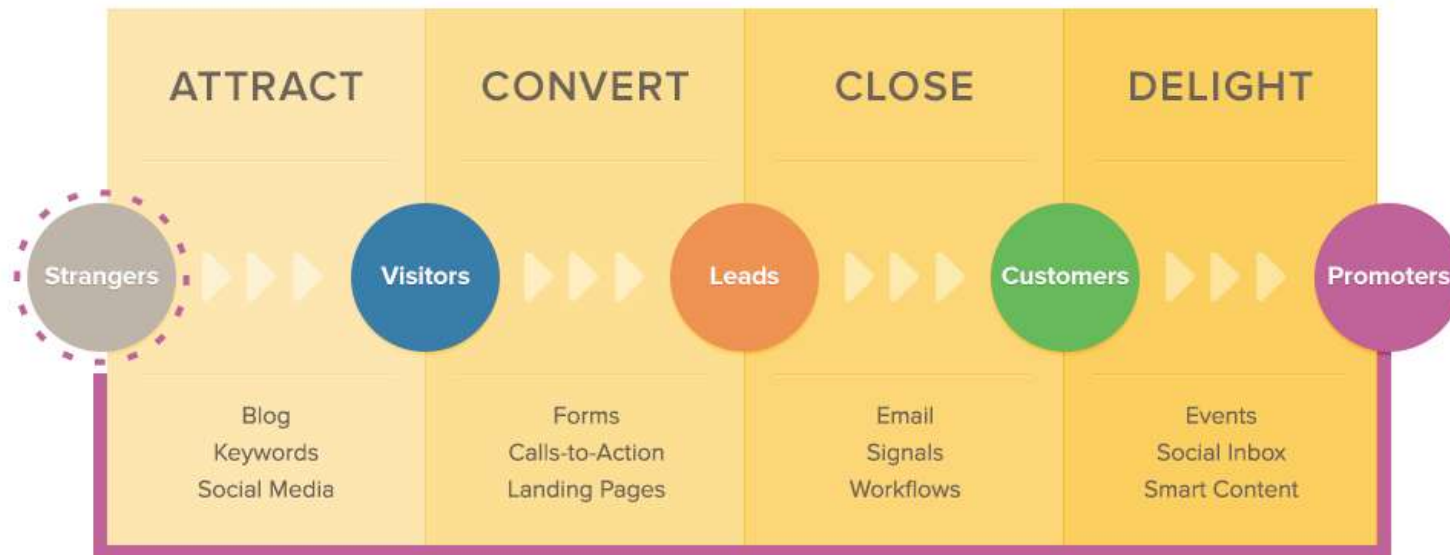 ATTRACT
CONVERT
CLOSE
DELIGHT
Strangers
Visitors
Leads
Customers
Promoters
Blog
Keywords
Social Media
Forms
Calls-to-Action
Landing Pages
Email
Signals
Workflows
Events
Social Inbox
Smart Content